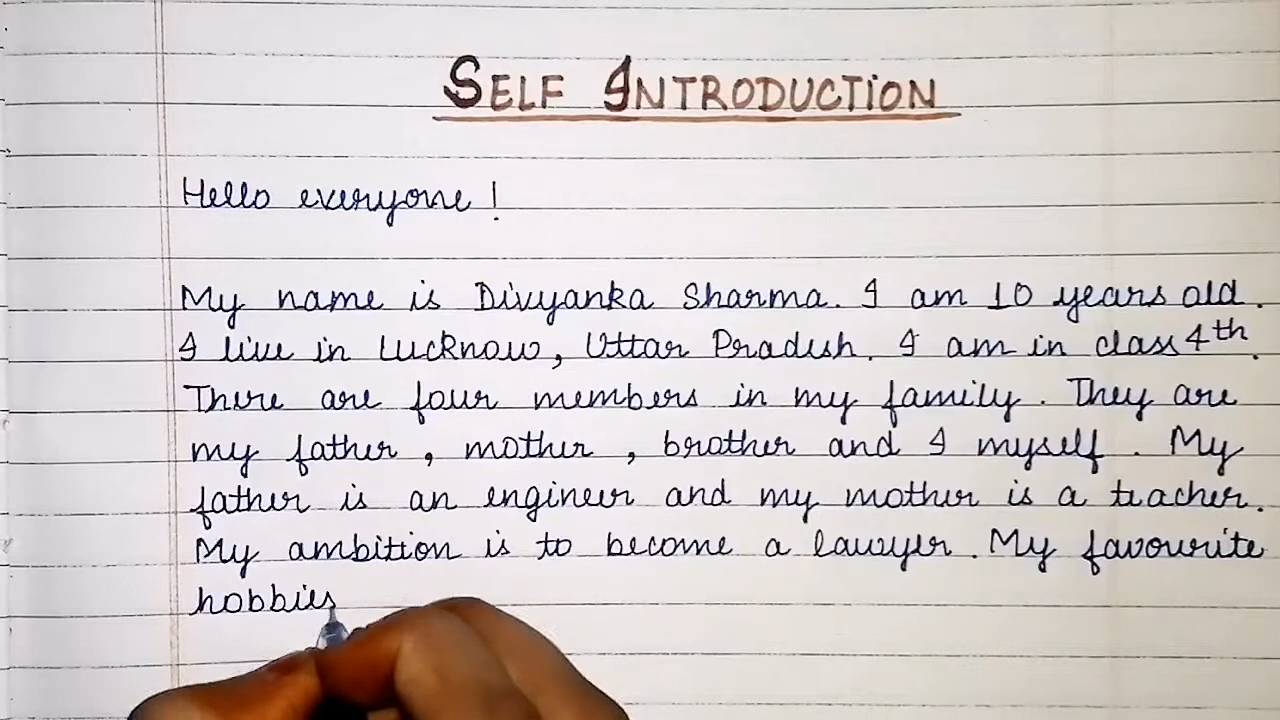 SELF INTRODUCTION
Hello everyone !
My name is Divyanka Sharma. I am 10 years old.
I live in Lucknow, Uttar Pradesh. I am in class 4th.
There are four members in my family. They are
my father, mother, brother and I myself. My
father is an engineer and my mother is a teacher.
My ambition is to become a lawyer. My favourite
hobbies